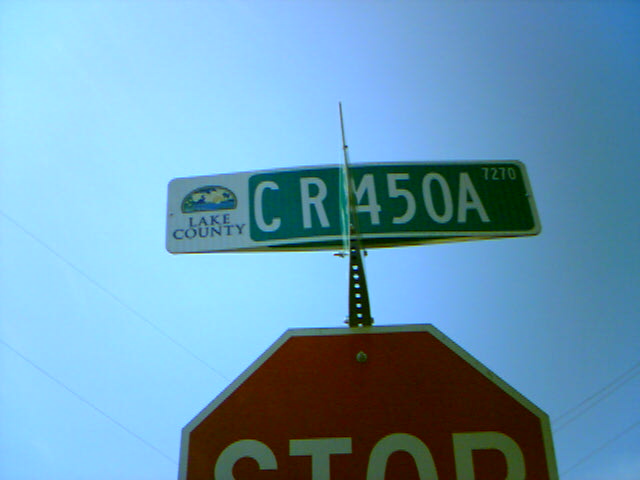 LAKE
COUNTY
C R 450A
7270
STOP